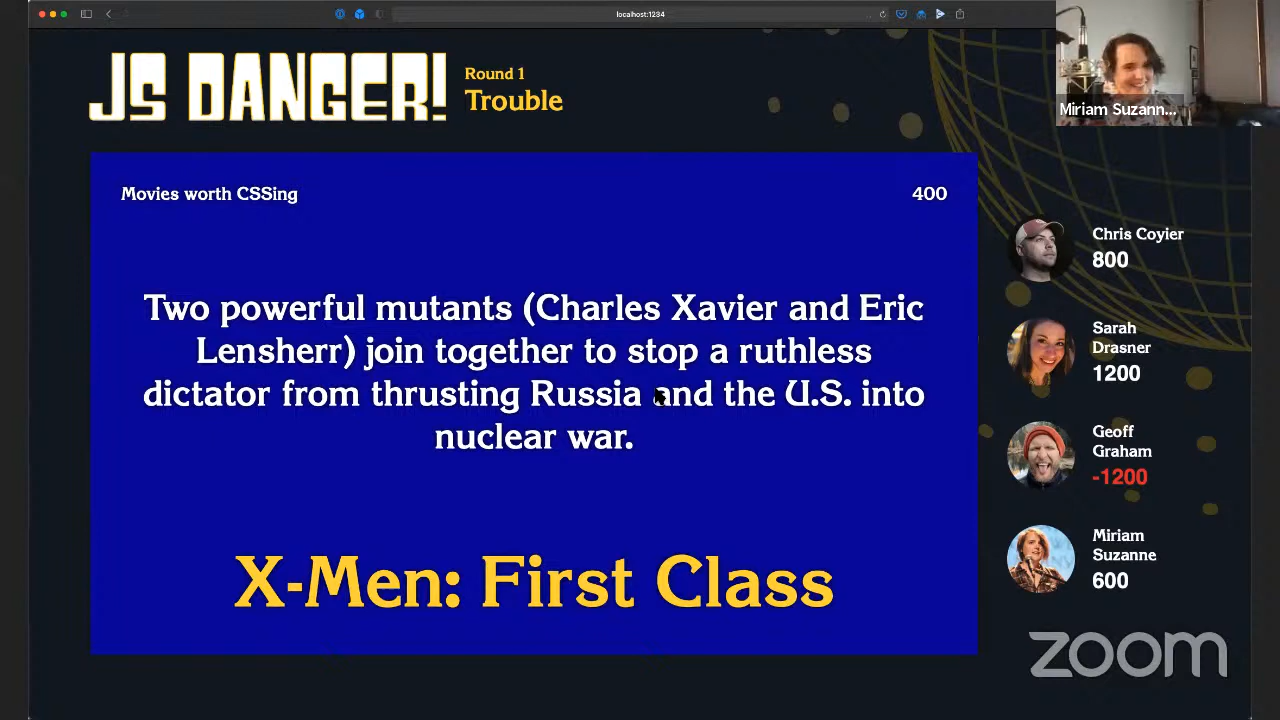 localhost:1234
JS DANGER!
Round 1
Trouble
Miriam Suzann...
Movies worth CSSing
400
Two powerful mutants (Charles Xavier and Eric
Lensherr) join together to stop a ruthless
dictator from thrusting Russia and the U.S. into
nuclear war.
X-Men: First Class
Chris Coyier
800
Sarah
Drasner
1200
Geoff
Graham
-1200
Miriam
Suzanne
600
zoom